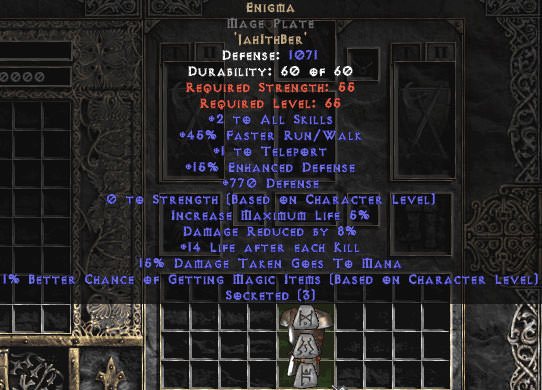 Enigma
Mage Plate
'JahIthBer'
Defense: 1071
Durability: 60 of 60
Required Strength: 55
Required Level: 65
+2 to All Skills
+45% Faster Run/Walk
+1 to Teleport
+15% Enhanced Defense
+770 Defense
0 to Strength (Based on Character Level)
Increase Maximum Life 5%
Damage Reduced by 8%
+14 Life after each Kill
15% Damage Taken Goes To Mana
1% Better Chance of Getting Magic Items (Based on Character Level)
Socketed (3)
0000